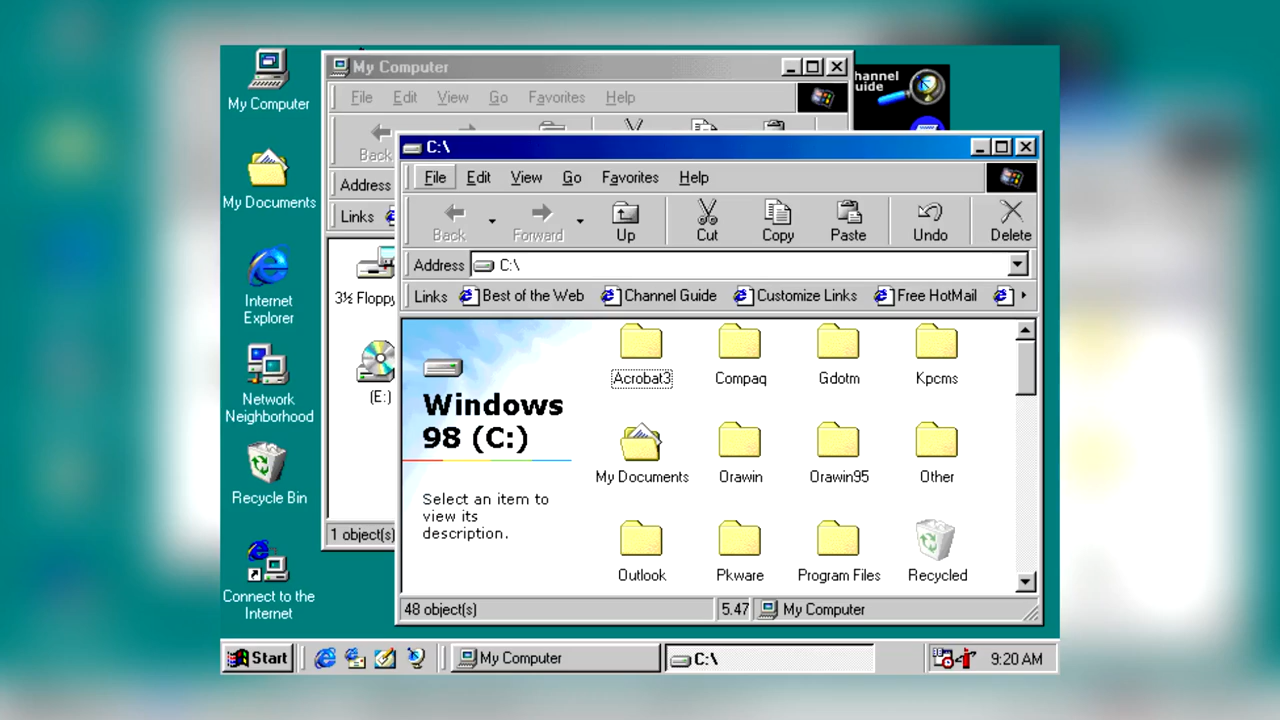 My Computer
My Documents
Internet
Explorer
Network
Neighborhood
Recycle Bin
Connect to the
Internet
My Computer
File Edit View Go Favorites Help
Back
Address
Links
3½ Floppy
(E:)
1 object(s)
hannel
uide
C:\
File Edit View Go Favorites Help
Back Forward Up Cut Copy Paste Undo Delete
Address C:\
Links Best of the Web Channel Guide Customize Links Free HotMail
Windows
98 (C:)
Select an item to
view its
description.
Acrobat3 Compaq Gdotm Kpcms
My Documents Orawin Orawin95 Other
Outlook Pkware Program Files Recycled
48 object(s) 5.47 My Computer
Start My Computer C:\ 9:20 AM